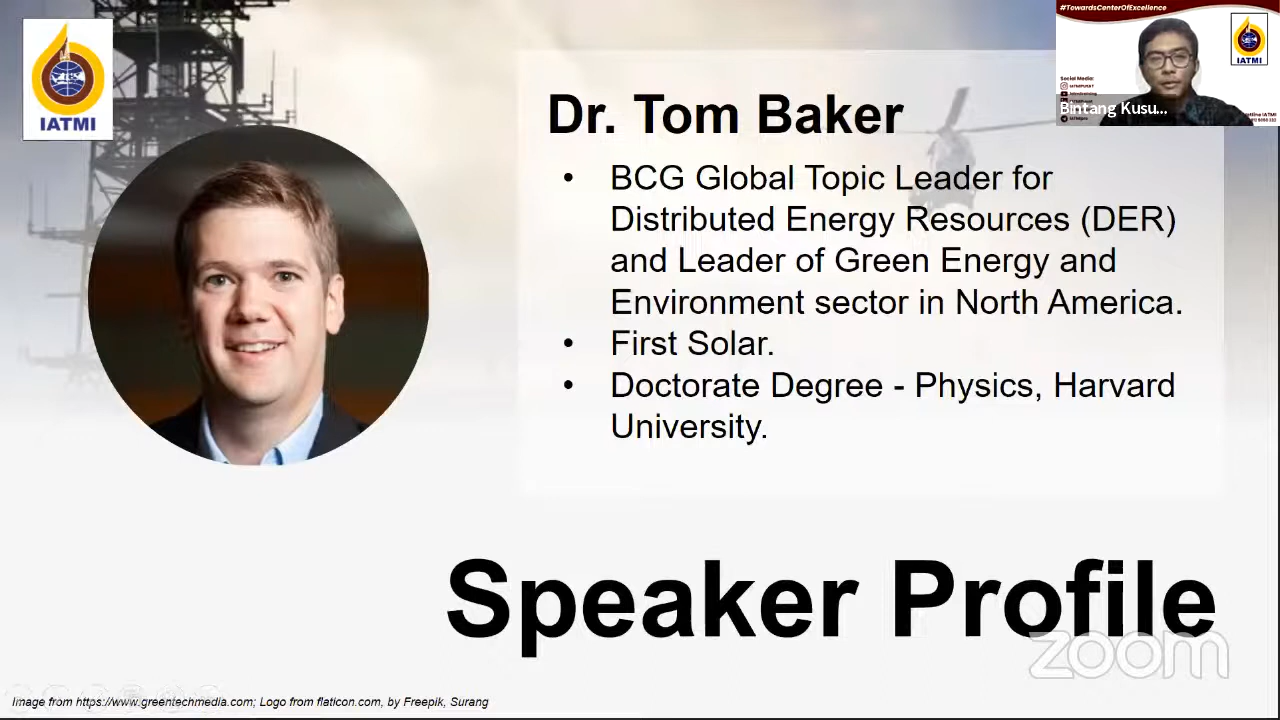 IATMI
Dr. Tom Baker
• BCG Global Topic Leader for
Distributed Energy Resources (DER)
and Leader of Green Energy and
Environment sector in North America.
• First Solar.
• Doctorate Degree - Physics, Harvard
University.
Speaker Profile
zoom
Image from https://www.greentechmedia.com; Logo from flaticon.com, by Freepik, Surang
#TowardsCenterOfExcellence
IATMI
Social Media:
Bintang Kusu...